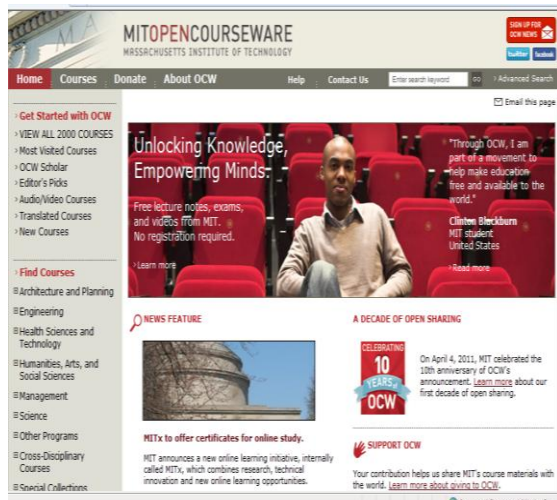 MITOPENCOURSEWARE
MASSACHUSETTS INSTITUTE OF TECHNOLOGY
SIGN UP FOR
OCW NEWS
twitter facebook
Home Courses Donate About OCW Help Contact Us Enter search keyword GO Advanced Search
Email this page
Get Started with OCW
VIEW ALL 2000 COURSES
Most Visited Courses
OCW Scholar
Editor's Picks
Audio/Video Courses
Translated Courses
New Courses
Find Courses
Architecture and Planning
Engineering
Health Sciences and
Technology
Humanities, Arts, and
Social Sciences
Management
Science
Other Programs
Cross-Disciplinary
Courses
Special Collections
Unlocking Knowledge,
Empowering Minds.
Free lecture notes, exams,
and videos from MIT.
No registration required.
Learn more
"Through OCW, I am
part of a movement to
help make education
free and available to the
world."
Clinton Blackburn
MIT student
United States
Read more
NEWS FEATURE
MITx to offer certificates for online study.
MIT announces a new online learning initiative, internally
called MITx, which combines research, technical
innovation and new online learning opportunities.
A DECADE OF OPEN SHARING
CELEBRATING
10
YEARS of
OCW
On April 4, 2011, MIT celebrated the
10th anniversary of OCW's
announcement. Learn more about our
first decade of open sharing.
SUPPORT OCW
Your contribution helps us share MIT's course materials with
the world. Learn more about giving to OCW.